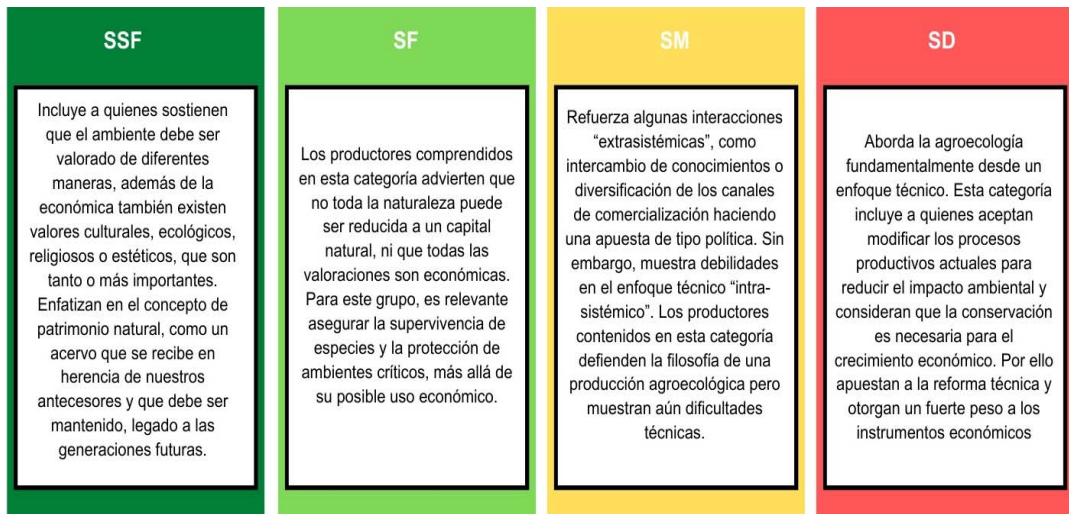 SSF
Incluye a quienes sostienen
que el ambiente debe ser
valorado de diferentes
maneras, además de la
económica también existen
valores culturales, ecológicos,
religiosos o estéticos, que son
tanto o más importantes.
Enfatizan en el concepto de
patrimonio natural, como un
acervo que se recibe en
herencia de nuestros
antecesores y que debe ser
mantenido, legado a las
generaciones futuras.
SF
Los productores comprendidos
en esta categoría advierten que
no toda la naturaleza puede
ser reducida a un capital
natural, ni que todas las
valoraciones son económicas.
Para este grupo, es relevante
asegurar la supervivencia de
especies y la protección de
ambientes críticos, más allá de
su posible uso económico.
SM
Refuerza algunas interacciones
“extrasistémicas”, como
intercambio de conocimientos o
diversificación de los canales
de comercialización haciendo
una apuesta de tipo política. Sin
embargo, muestra debilidades
en el enfoque técnico “intra-
sistémico”. Los productores
contenidos en esta categoría
defienden la filosofía de una
producción agroecológica pero
muestran aún dificultades
técnicas.
SD
Aborda la agroecología
fundamentalmente desde un
enfoque técnico. Esta categoría
incluye a quienes aceptan
modificar los procesos
productivos actuales para
reducir el impacto ambiental y
consideran que la conservación
es necesaria para el
crecimiento económico. Por ello
apuestan a la reforma técnica y
otorgan un fuerte peso a los
instrumentos económicos